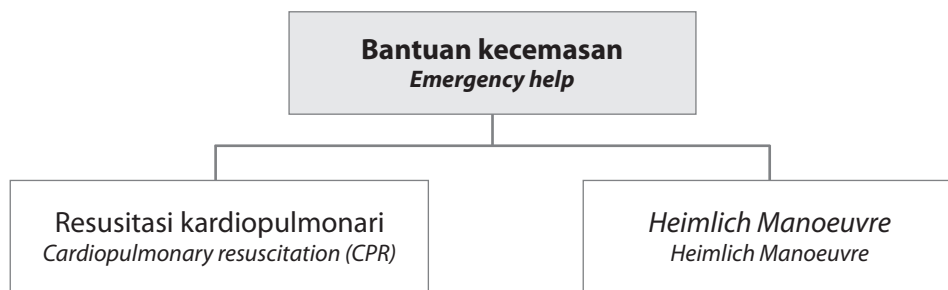 Bantuan kecemasan
Emergency help
Resusitasi kardiopulmonari
Cardiopulmonary resuscitation (CPR)
Heimlich Manoeuvre
Heimlich Manoeuvre